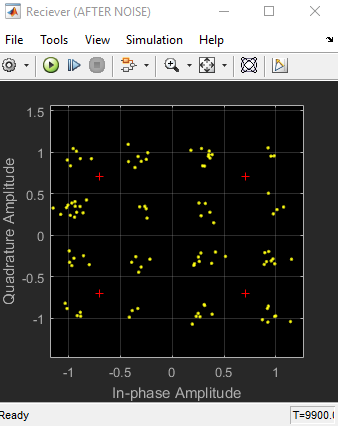 Reciever (AFTER NOISE)
File Tools View Simulation Help
1.5
1
0.5
0
-0.5
-1
Quadrature Amplitude
-1 -0.5 0 0.5 1
In-phase Amplitude
Ready T=9900.0